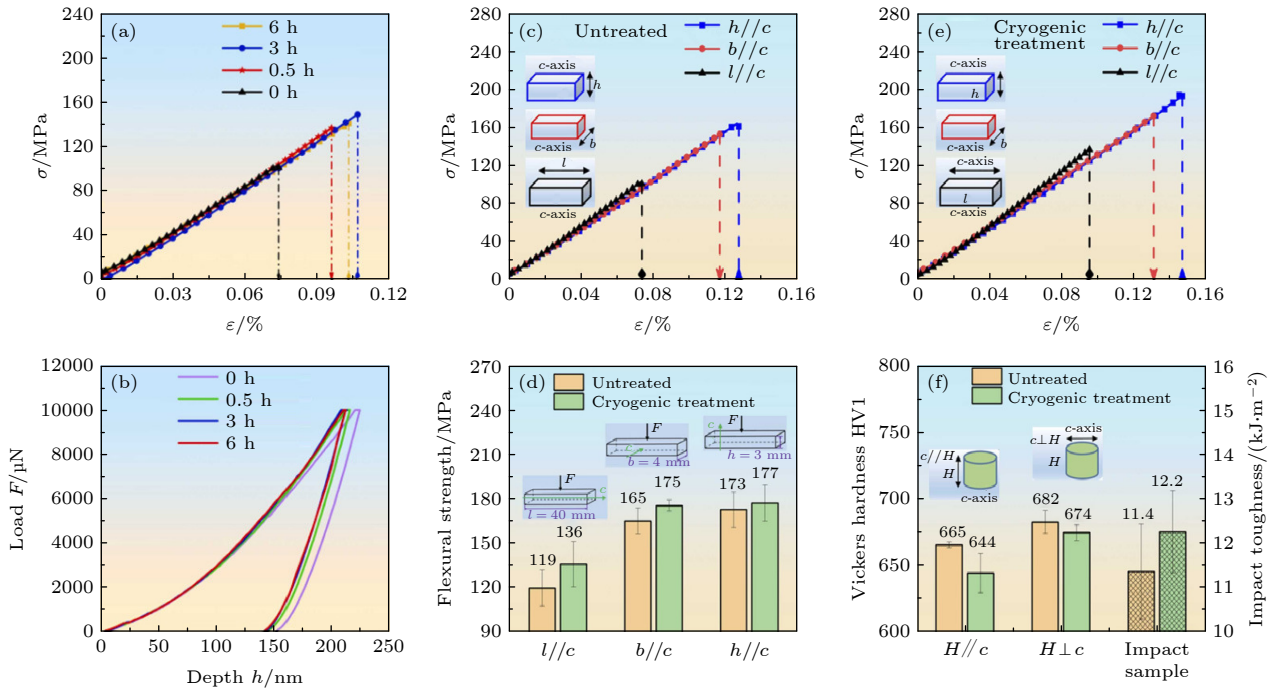 (a)
6 h
3 h
0.5 h
0 h
240
200
160
120
80
40
0
σ/MPa
0
0.03
0.06
0.09
0.12
ε/%
(c) Untreated
h//c
b//c
l//c
c-axis
h
c-axis
b
l
c-axis
280
240
200
160
120
80
40
0
σ/MPa
0
0.04
0.08
0.12
0.16
ε/%
(e) Cryogenic
treatment
h//c
b//c
l//c
c-axis
h
c-axis
b
c-axis
l
c-axis
280
240
200
160
120
80
40
0
σ/MPa
0
0.04
0.08
0.12
0.16
ε/%
(b)
0 h
0.5 h
3 h
6 h
12000
10000
8000
6000
4000
2000
0
Load F/μN
0
50
100
150
200
250
Depth h/nm
(d)
Untreated
Cryogenic treatment
F
c
h = 3 mm
F
c
b = 4 mm
F
c
l = 40 mm
119
136
165
175
173
177
270
240
210
180
150
120
90
Flexural strength/MPa
l//c
b//c
h//c
(f)
Untreated
Cryogenic treatment
c//H
H
c-axis
c⊥H
c-axis
H
665
644
682
674
11.4
12.2
800
750
700
650
600
Vickers hardness HV1
16
15
14
13
12
11
10
Impact toughness/(kJ·m−2)
H//c
H⊥c
Impact
sample